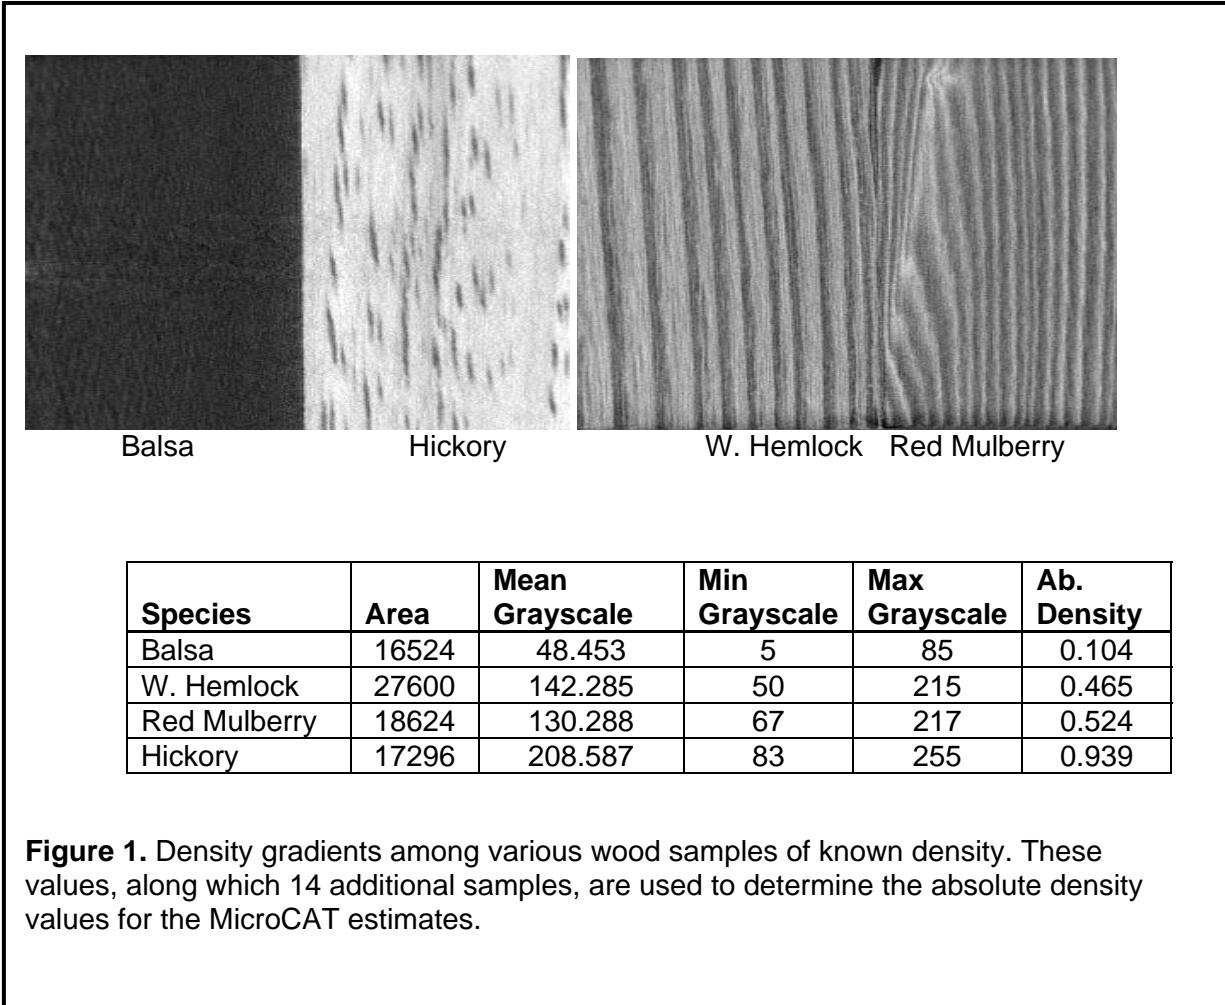 Balsa Hickory W. Hemlock Red Mulberry
Species Area Mean Grayscale Min Grayscale Max Grayscale Ab. Density
Balsa 16524 48.453 5 85 0.104
W. Hemlock 27600 142.285 50 215 0.465
Red Mulberry 18624 130.288 67 217 0.524
Hickory 17296 208.587 83 255 0.939
Figure 1. Density gradients among various wood samples of known density. These
values, along which 14 additional samples, are used to determine the absolute density
values for the MicroCAT estimates.